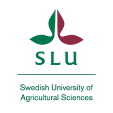 SLU
Swedish University of
Agricultural Sciences